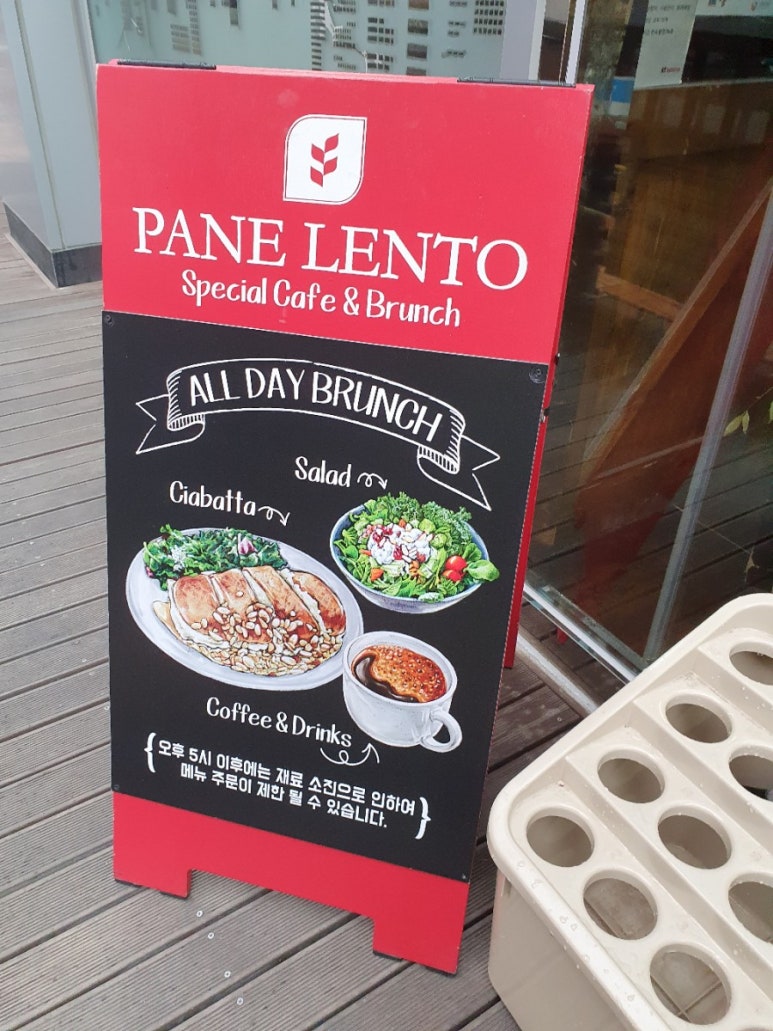 PANE LENTO
Special Cafe & Brunch
ALL DAY BRUNCH
Salad
Ciabatta
Coffee & Drinks
{오후 5시 이후에는 재료 소진으로 인하여
메뉴 주문이 제한 될 수 있습니다.}